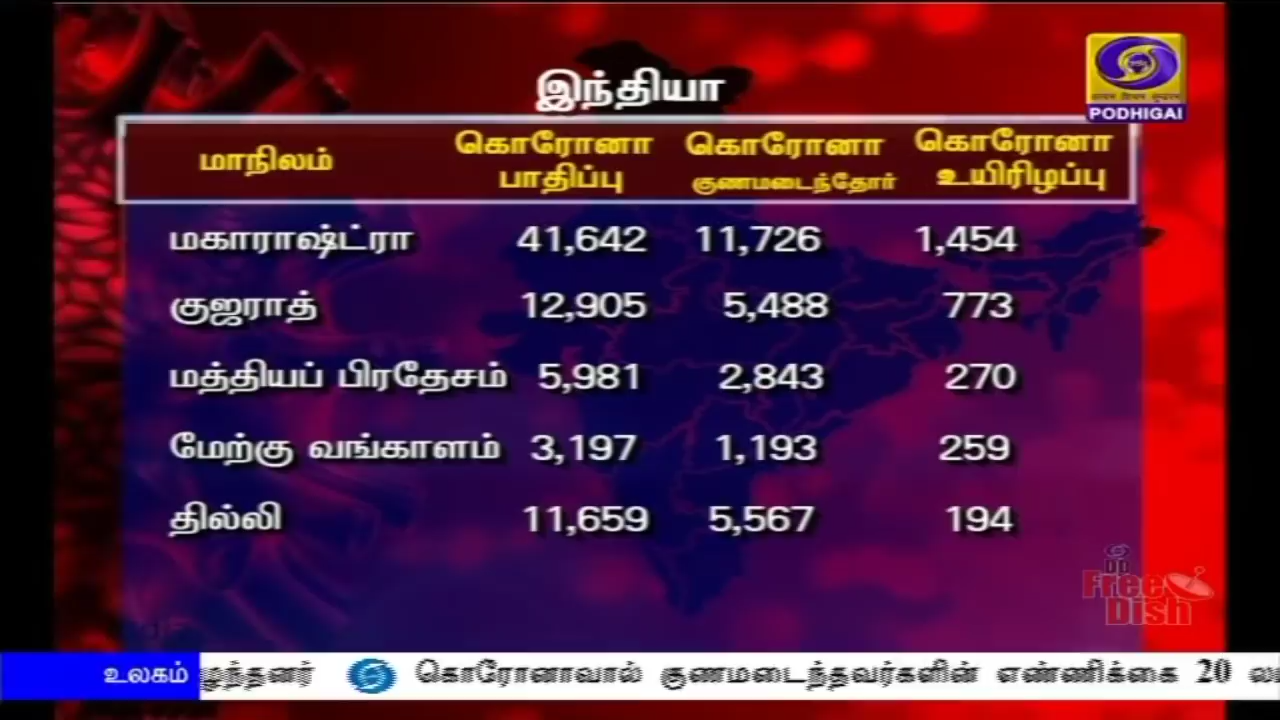 இந்தியா
PODHIGAI
மாநிலம் கொரோனா பாதிப்பு கொரோனா குணமடைந்தோர் கொரோனா உயிரிழப்பு
மகாராஷ்ட்ரா 41,642 11,726 1,454
குஜராத் 12,905 5,488 773
மத்தியப் பிரதேசம் 5,981 2,843 270
மேற்கு வங்காளம் 3,197 1,193 259
தில்லி 11,659 5,567 194
DD
Free
Dish
உலகம் கொரோனாவால் குணமடைந்தவர்களின் எண்ணிக்கை 20